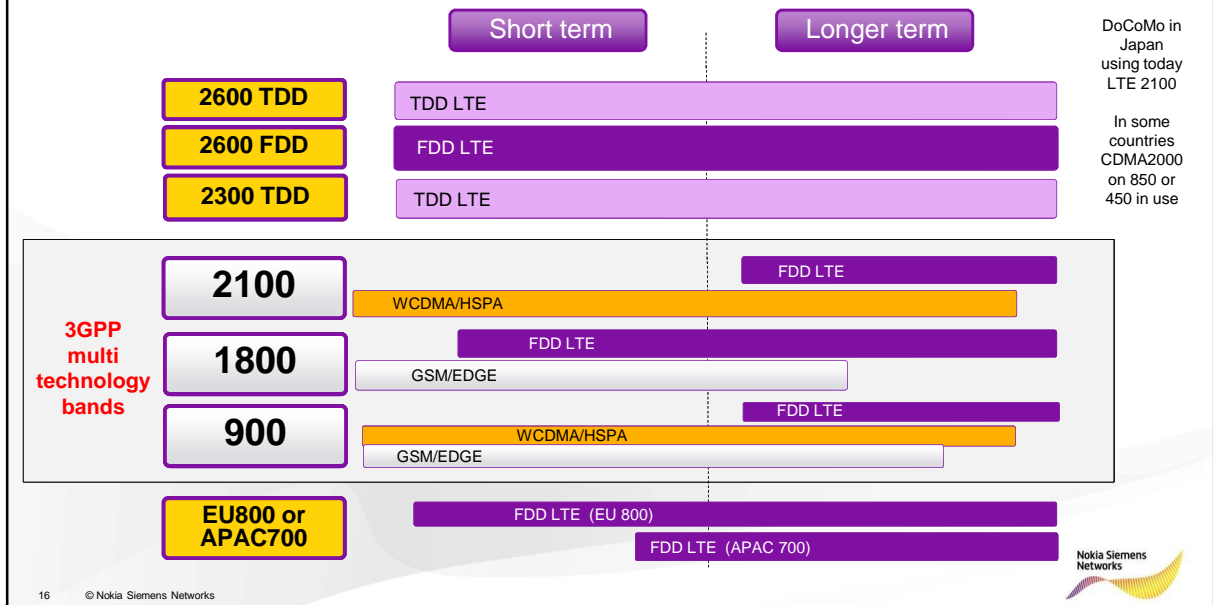 Short term
Longer term
DoCoMo in
Japan
using today
LTE 2100
In some
countries
CDMA2000
on 850 or
450 in use
2600 TDD
TDD LTE
2600 FDD
FDD LTE
2300 TDD
TDD LTE
3GPP
multi
technology
bands
2100
FDD LTE
WCDMA/HSPA
1800
FDD LTE
GSM/EDGE
900
FDD LTE
WCDMA/HSPA
GSM/EDGE
EU800 or
APAC700
FDD LTE (EU 800)
FDD LTE (APAC 700)
16 © Nokia Siemens Networks
Nokia Siemens
Networks